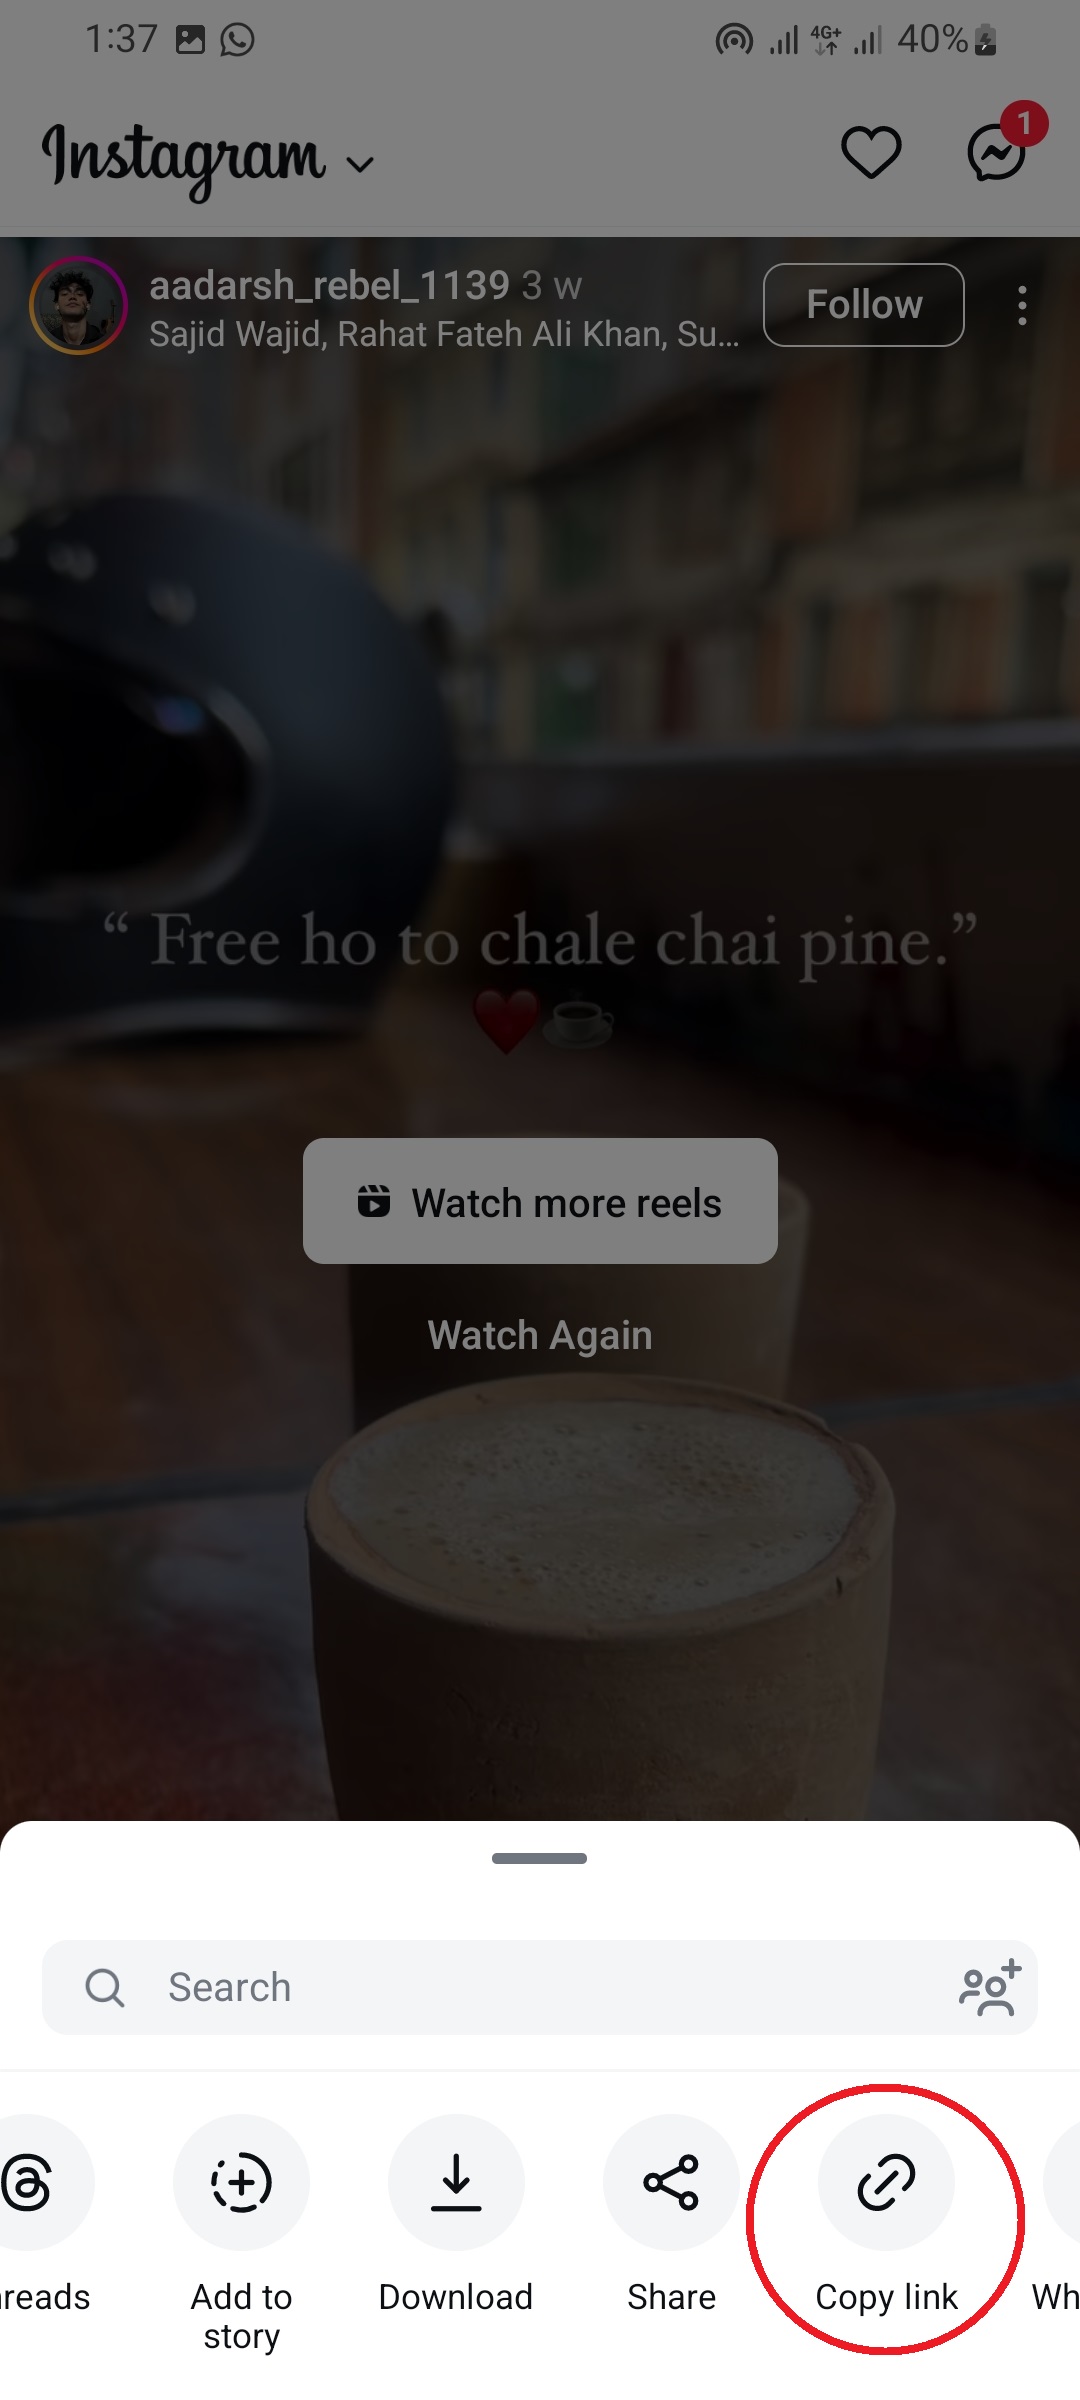 1:37
4G+
40%
Instagram
1
aadarsh_rebel_1139 3 w
Sajid Wajid, Rahat Fateh Ali Khan, Su...
Follow
“ Free ho to chale chai pine.”
Watch more reels
Watch Again
Search
reads
Add to
story
Download
Share
Copy link
Wh